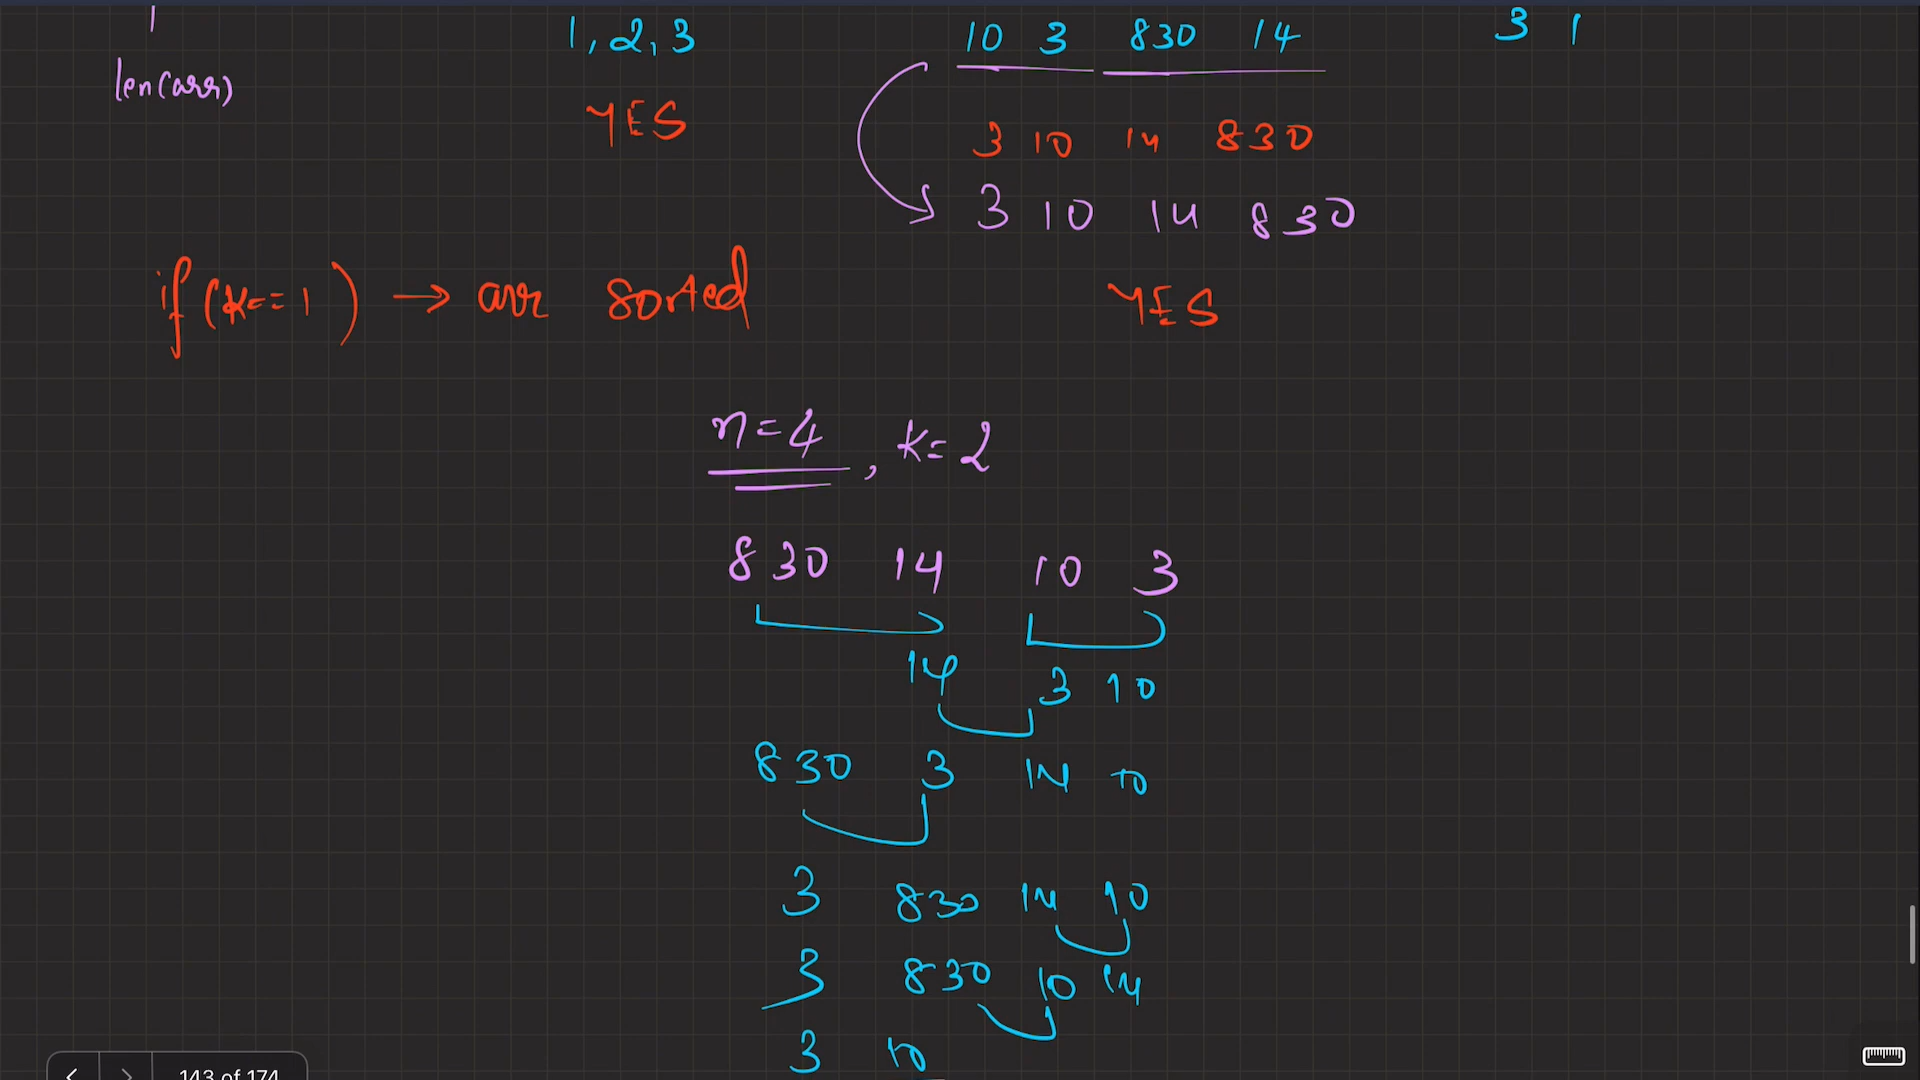 1, 2, 3 10 3 830 14 3 1
len(arr)
YES 3 10 14 830
3 10 14 830
if (k==1) → arr sorted YES
n=4, k=2
830 14 10 3
14 3 10
830 3 14 10
3 830 14 10
3 830 10 14
3 10
143 of 174